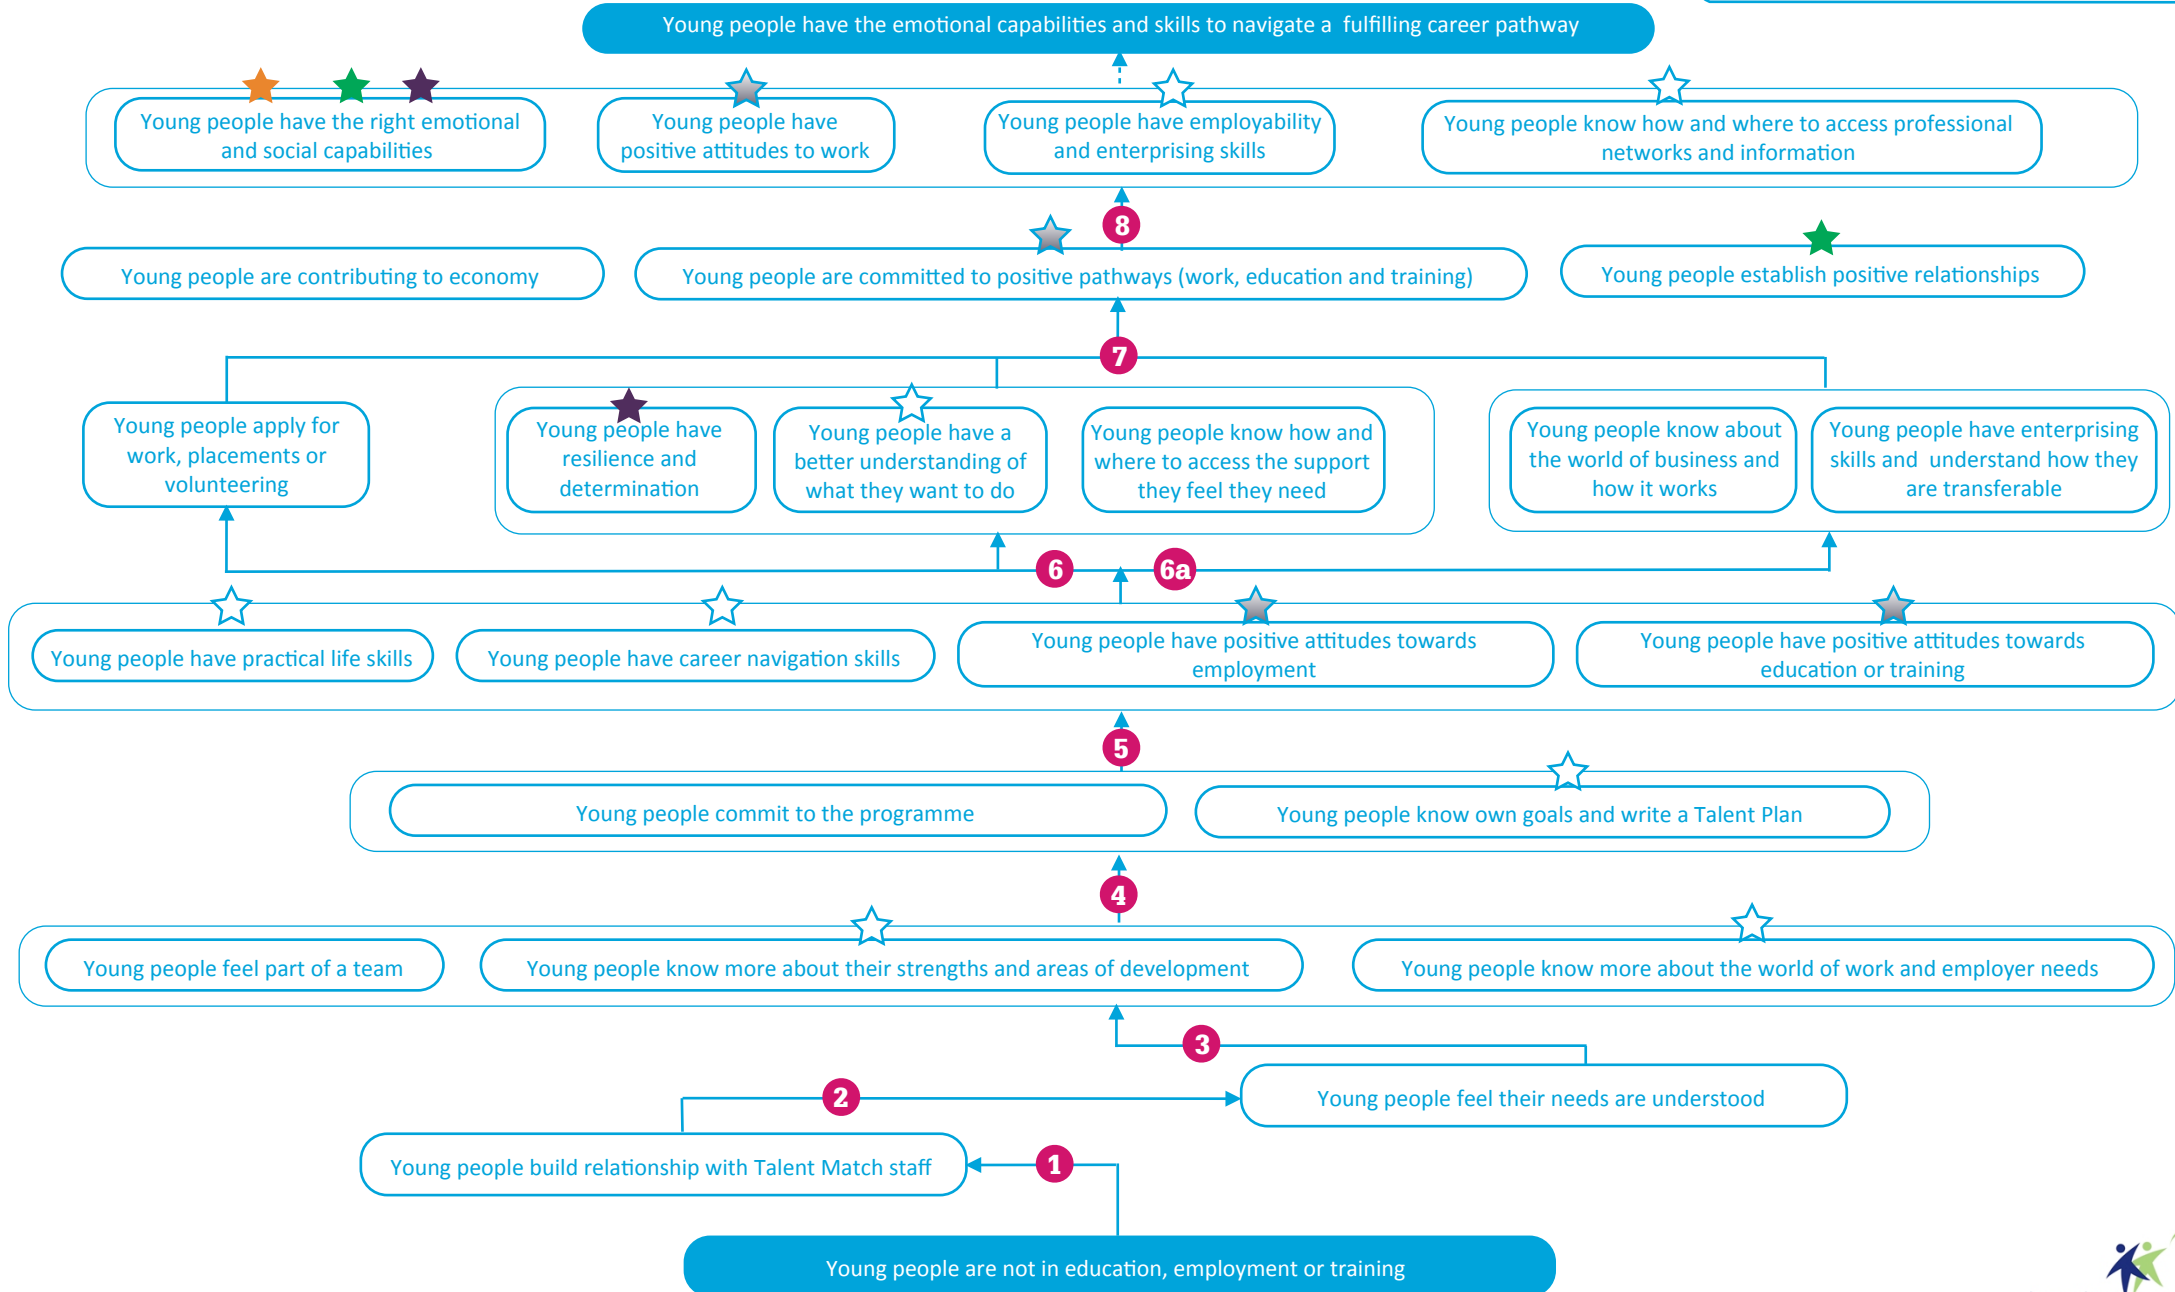 Young people have the emotional capabilities and skills to navigate a  fulfilling career pathway
Young people have the right emotional
and social capabilities
Young people have
positive attitudes to work
Young people have employability
and enterprising skills
Young people know how and where to access professional
networks and information
8
Young people are contributing to economy
Young people are committed to positive pathways (work, education and training)
Young people establish positive relationships
7
Young people apply for
work, placements or
volunteering
Young people have
resilience and
determination
Young people have a
better understanding of
what they want to do
Young people know how and
where to access the support
they feel they need
Young people know about
the world of business and
how it works
Young people have enterprising
skills and  understand how they
are transferable
6
6a
Young people have practical life skills
Young people have career navigation skills
Young people have positive attitudes towards
employment
Young people have positive attitudes towards
education or training
5
Young people commit to the programme
Young people know own goals and write a Talent Plan
4
Young people feel part of a team
Young people know more about their strengths and areas of development
Young people know more about the world of work and employer needs
3
2
Young people feel their needs are understood
Young people build relationship with Talent Match staff
1
Young people are not in education, employment or training